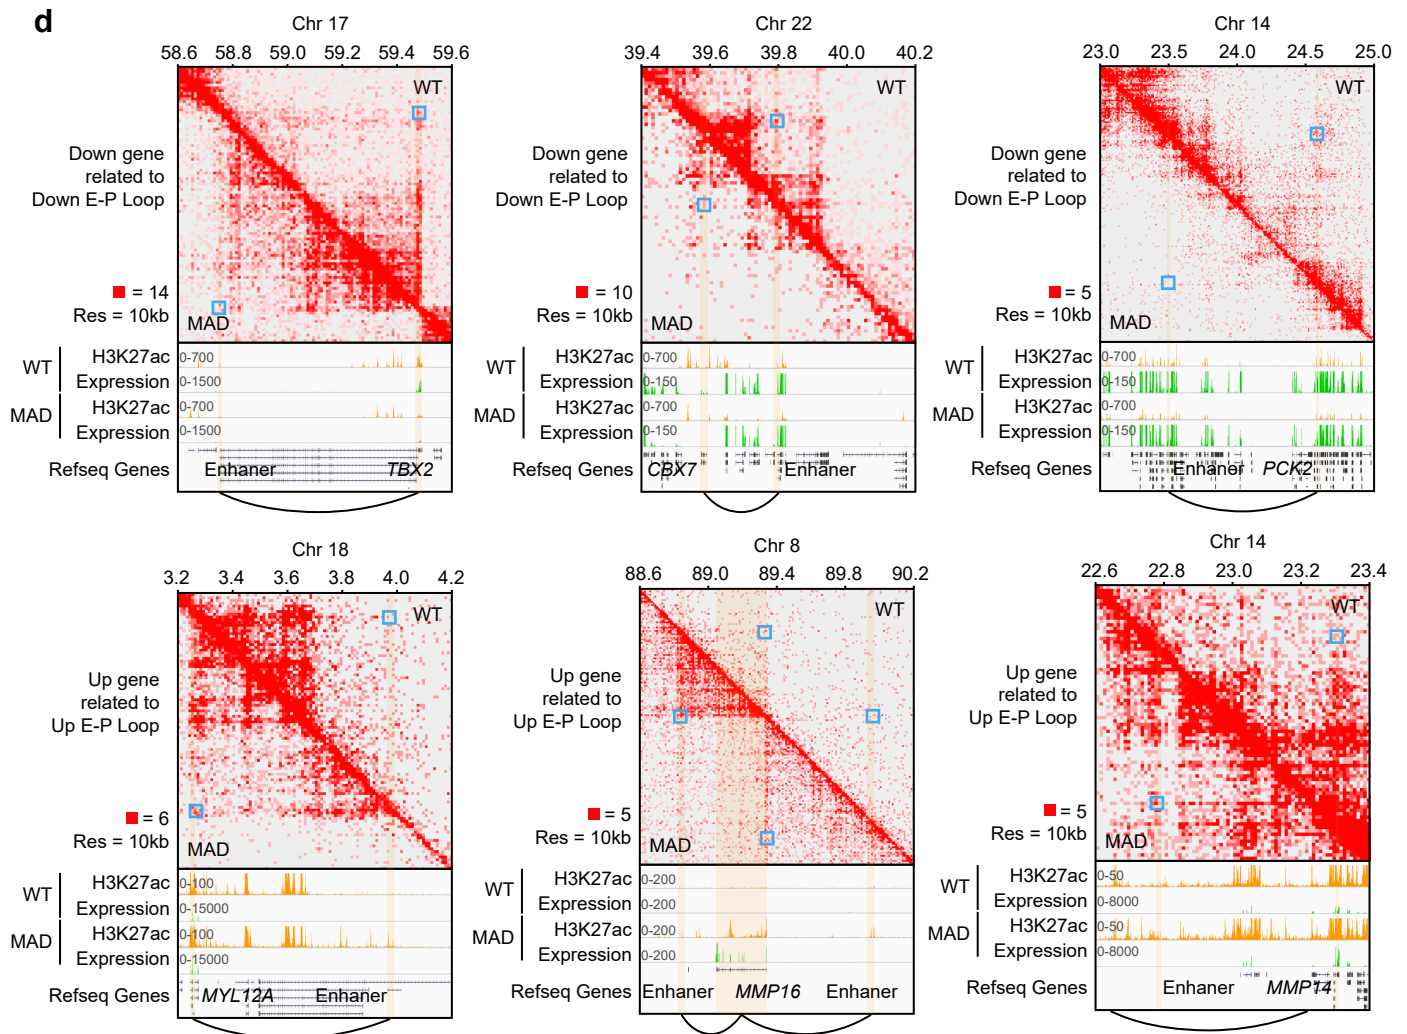 d
Chr 17
58.6 58.8 59.0 59.2 59.4 59.6
WT
Down gene
related to
Down E-P Loop
= 14
Res = 10kb
MAD
WT
H3K27ac
0-700
Expression
0-1500
MAD
H3K27ac
0-700
Expression
0-1500
Refseq Genes
Enhaner
TBX2
Chr 22
39.4 39.6 39.8 40.0 40.2
WT
Down gene
related to
Down E-P Loop
= 10
Res = 10kb
MAD
WT
H3K27ac
0-700
Expression
0-150
MAD
H3K27ac
0-700
Expression
0-150
Refseq Genes
CBX7
Enhaner
Chr 14
23.0 23.5 24.0 24.5 25.0
WT
Down gene
related to
Down E-P Loop
= 5
Res = 10kb
MAD
WT
H3K27ac
0-700
Expression
0-150
MAD
H3K27ac
0-700
Expression
0-150
Refseq Genes
Enhaner
PCK2
Chr 18
3.2 3.4 3.6 3.8 4.0 4.2
WT
Up gene
related to
Up E-P Loop
= 6
Res = 10kb
MAD
WT
H3K27ac
0-100
Expression
0-15000
MAD
H3K27ac
0-100
Expression
0-15000
Refseq Genes
MYL12A
Enhaner
Chr 8
88.6 89.0 89.4 89.8 90.2
WT
Up gene
related to
Up E-P Loop
= 5
Res = 10kb
MAD
WT
H3K27ac
0-200
Expression
0-200
MAD
H3K27ac
0-200
Expression
0-200
Refseq Genes
Enhaner
MMP16
Enhaner
Chr 14
22.6 22.8 23.0 23.2 23.4
WT
Up gene
related to
Up E-P Loop
= 5
Res = 10kb
MAD
WT
H3K27ac
0-50
Expression
0-8000
MAD
H3K27ac
0-50
Expression
0-8000
Refseq Genes
Enhaner
MMP14